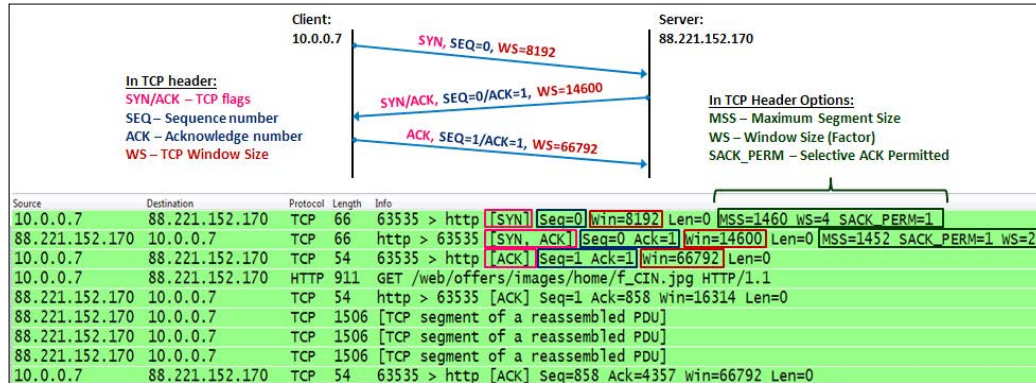 Client:
10.0.0.7
Server:
88.221.152.170
SYN, SEQ=0, WS=8192
SYN/ACK, SEQ=0/ACK=1, WS=14600
ACK, SEQ=1/ACK=1, WS=66792
In TCP header:
SYN/ACK – TCP flags
SEQ – Sequence number
ACK – Acknowledge number
WS – TCP Window Size
In TCP Header Options:
MSS – Maximum Segment Size
WS – Window Size (Factor)
SACK_PERM – Selective ACK Permitted
Source Destination Protocol Length Info
10.0.0.7 88.221.152.170 TCP 66 63535 > http [SYN] Seq=0 Win=8192 Len=0 MSS=1460 WS=4 SACK_PERM=1
88.221.152.170 10.0.0.7 TCP 66 http > 63535 [SYN, ACK] Seq=0 Ack=1 Win=14600 Len=0 MSS=1452 SACK_PERM=1 WS=2
10.0.0.7 88.221.152.170 TCP 54 63535 > http [ACK] Seq=1 Ack=1 Win=66792 Len=0
10.0.0.7 88.221.152.170 HTTP 911 GET /web/offers/images/home/f_CIN.jpg HTTP/1.1
88.221.152.170 10.0.0.7 TCP 54 http > 63535 [ACK] Seq=1 Ack=858 Win=16314 Len=0
88.221.152.170 10.0.0.7 TCP 1506 [TCP segment of a reassembled PDU]
88.221.152.170 10.0.0.7 TCP 1506 [TCP segment of a reassembled PDU]
88.221.152.170 10.0.0.7 TCP 1506 [TCP segment of a reassembled PDU]
10.0.0.7 88.221.152.170 TCP 54 63535 > http [ACK] Seq=858 Ack=4357 Win=66792 Len=0